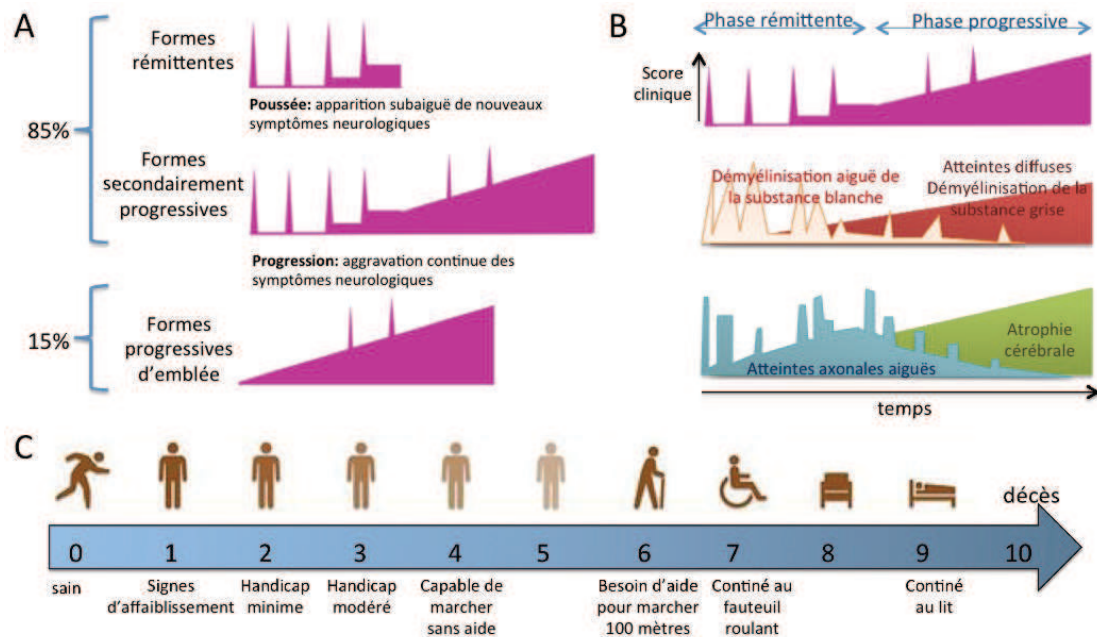 A
85%
Formes
rémittentes
Poussée: apparition subaiguë de nouveaux
symptômes neurologiques
Formes
secondairement
progressives
Progression: aggravation continue des
symptômes neurologiques
15%
Formes
progressives
d'emblée
B
Phase rémittente
Phase progressive
Score
clinique
Démyélinisation aiguë de
la substance blanche
Atteintes diffuses
Démyélinisation de la
substance grise
Atteintes axonales aiguës
Atrophie
cérébrale
temps
C
décès
0
1
2
3
4
5
6
7
8
9
10
sain
Signes
d'affaiblissement
Handicap
minime
Handicap
modéré
Capable de
marcher
sans aide
Besoin d'aide
pour marcher
100 mètres
Continé au
fauteuil
roulant
Continé
au lit